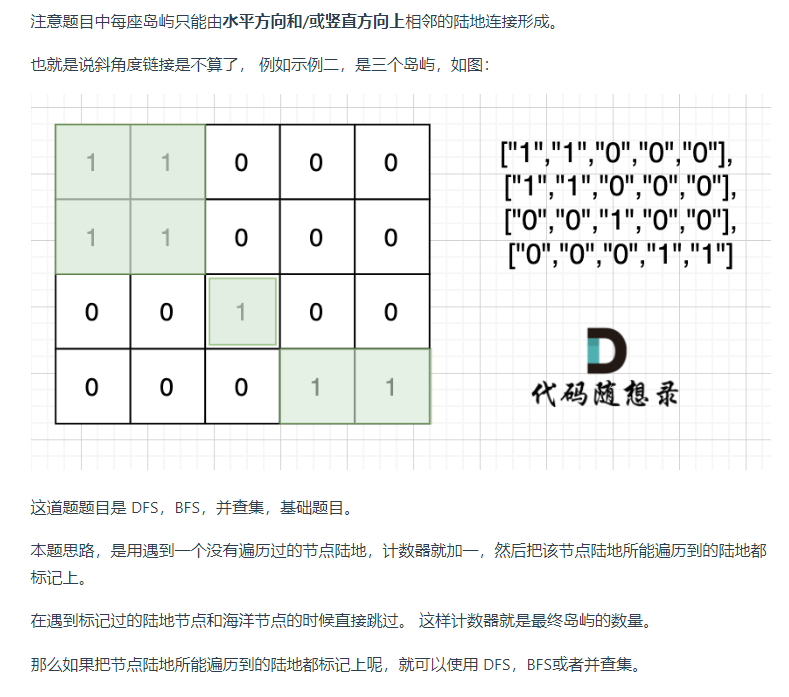 注意题目中每座岛屿只能由水平方向和/或竖直方向上相邻的陆地连接形成。
也就是说斜角度链接是不算了， 例如示例二，是三个岛屿，如图：
1 1 0 0 0
1 1 0 0 0
0 0 1 0 0
0 0 0 1 1
["1","1","0","0","0"],
["1","1","0","0","0"],
["0","0","1","0","0"],
["0","0","0","1","1"]
代码随想录
这道题题目是 DFS，BFS，并查集，基础题目。
本题思路，是用遇到一个没有遍历过的节点陆地，计数器就加一，然后把该节点陆地所能遍历到的陆地都
标记上。
在遇到标记过的陆地节点和海洋节点的时候直接跳过。 这样计数器就是最终岛屿的数量。
那么如果把节点陆地所能遍历到的陆地都标记上呢，就可以使用 DFS，BFS或者并查集。